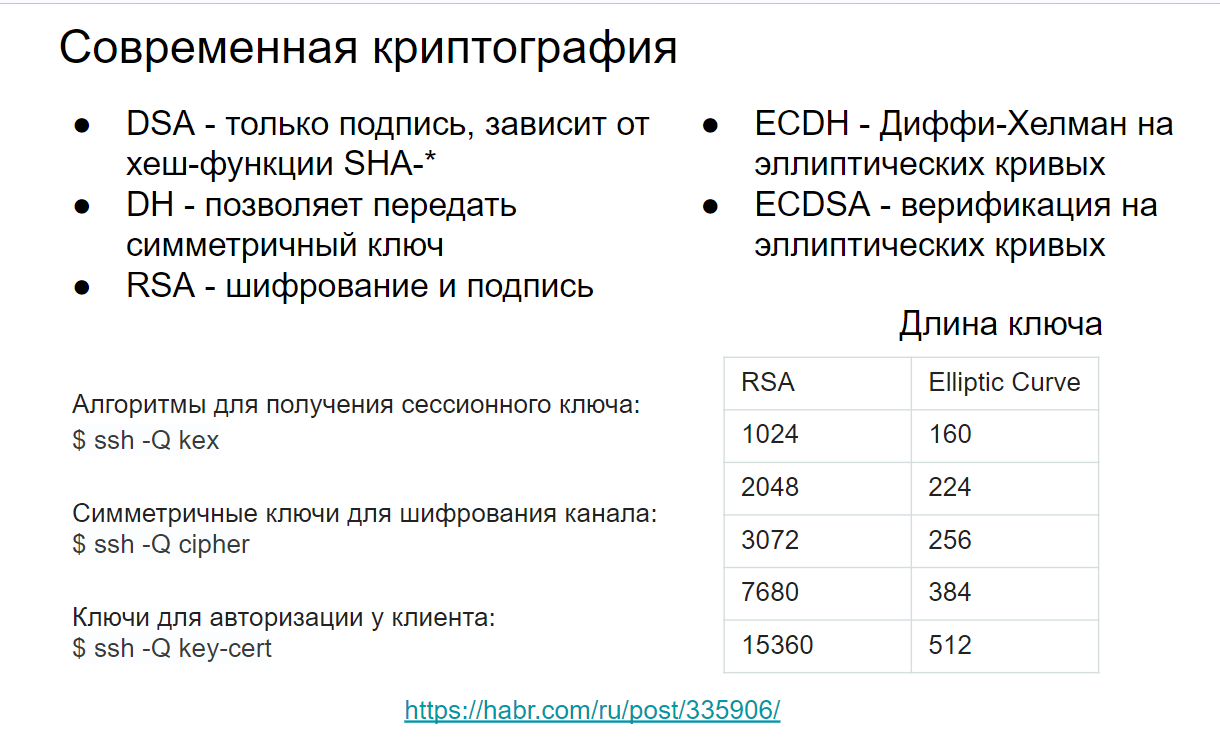 Современная криптография
● DSA - только подпись, зависит от
хеш-функции SHA-*
● DH - позволяет передать
симметричный ключ
● RSA - шифрование и подпись
● ECDH - Диффи-Хелман на
эллиптических кривых
● ECDSA - верификация на
эллиптических кривых
Алгоритмы для получения сессионного ключа:
$ ssh -Q kex
Симметричные ключи для шифрования канала:
$ ssh -Q cipher
Ключи для авторизации у клиента:
$ ssh -Q key-cert
Длина ключа
RSA Elliptic Curve
1024 160
2048 224
3072 256
7680 384
15360 512
https://habr.com/ru/post/335906/